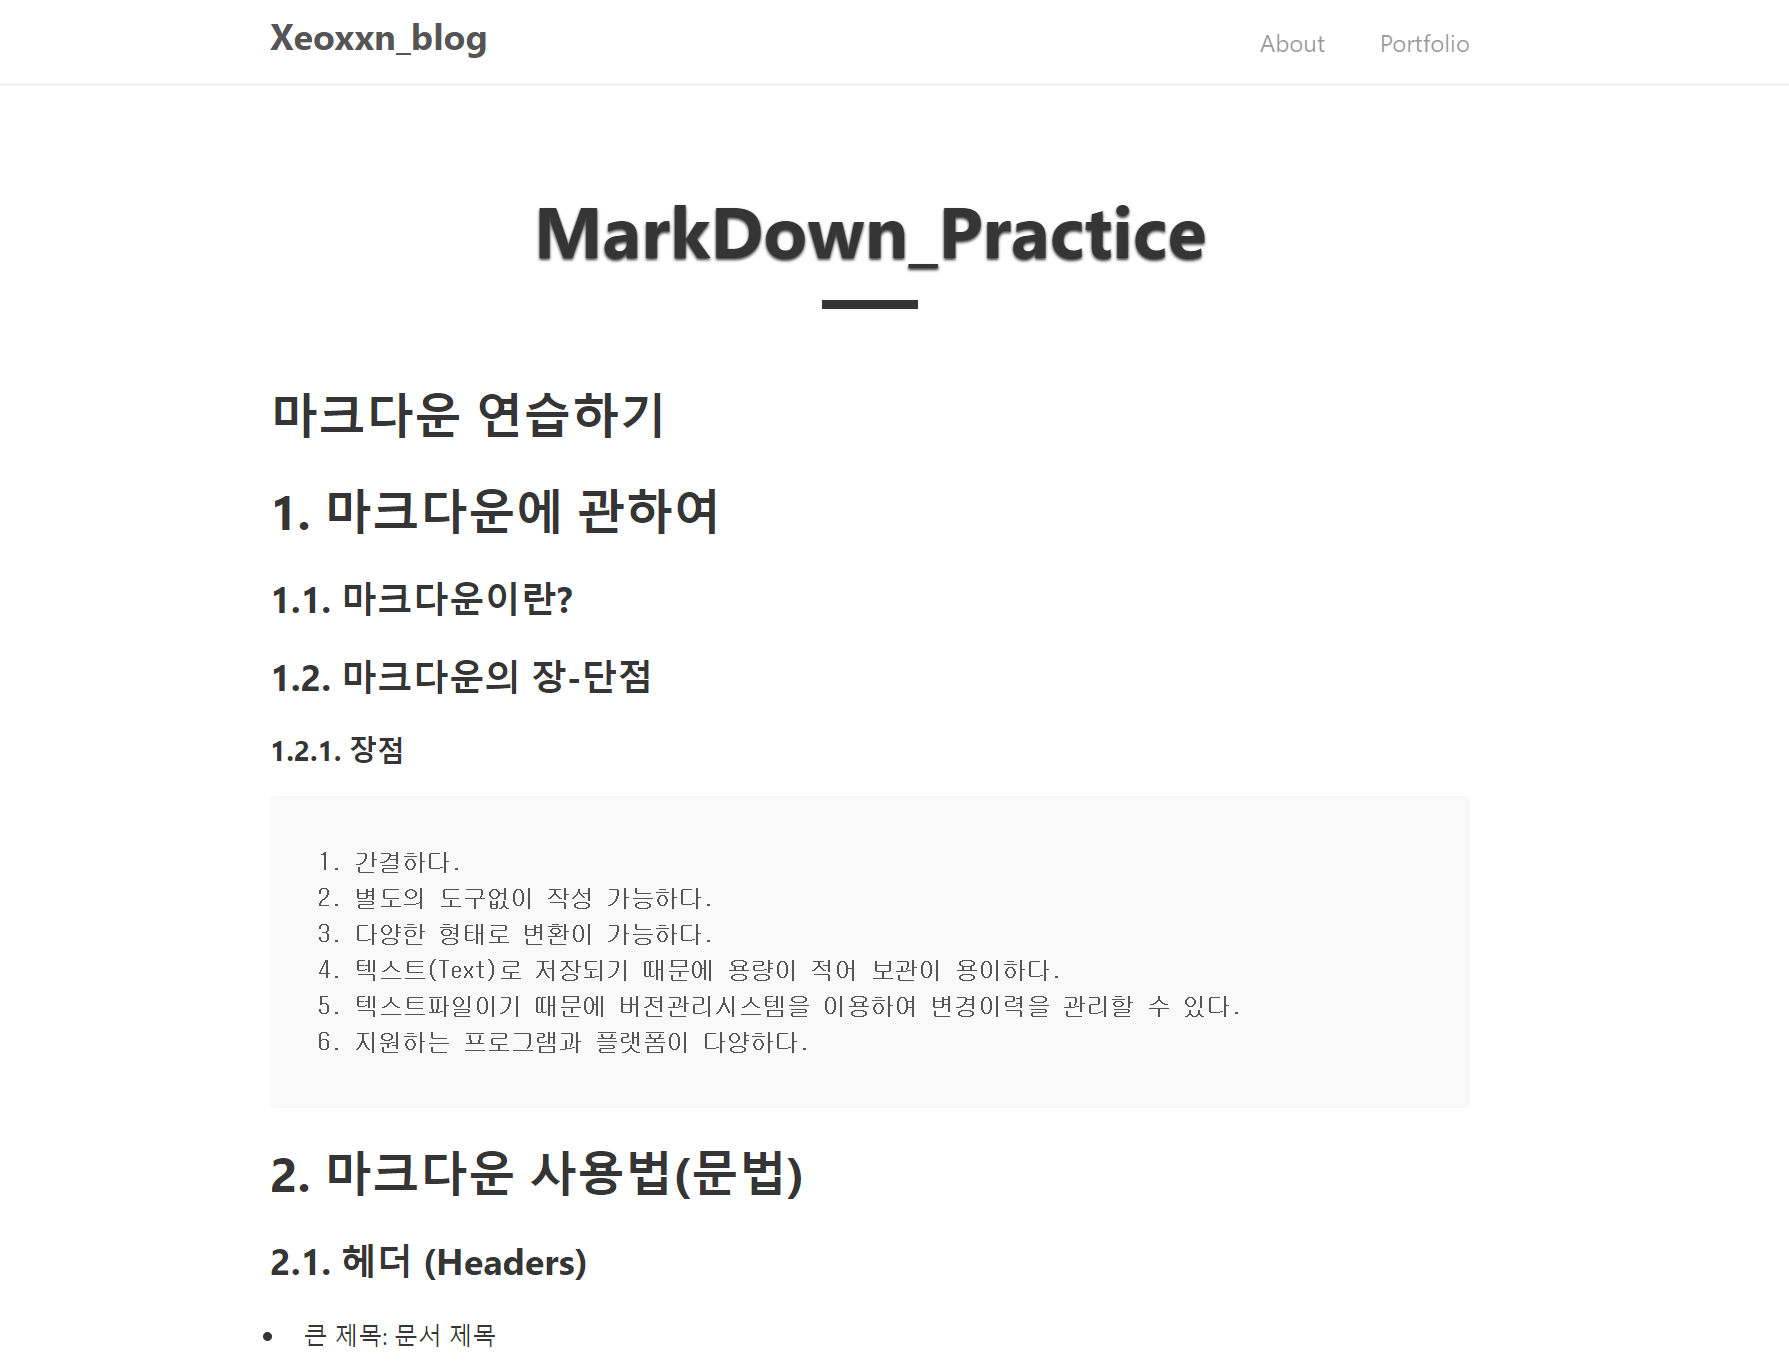 Xeoxxn_blog
About Portfolio
MarkDown_Practice
마크다운 연습하기
1. 마크다운에 관하여
1.1. 마크다운이란?
1.2. 마크다운의 장-단점
1.2.1. 장점
1. 간결하다.
2. 별도의 도구없이 작성 가능하다.
3. 다양한 형태로 변환이 가능하다.
4. 텍스트(Text)로 저장되기 때문에 용량이 적어 보관이 용이하다.
5. 텍스트파일이기 때문에 버전관리시스템을 이용하여 변경이력을 관리할 수 있다.
6. 지원하는 프로그램과 플랫폼이 다양하다.
2. 마크다운 사용법(문법)
2.1. 헤더 (Headers)
• 큰 제목: 문서 제목